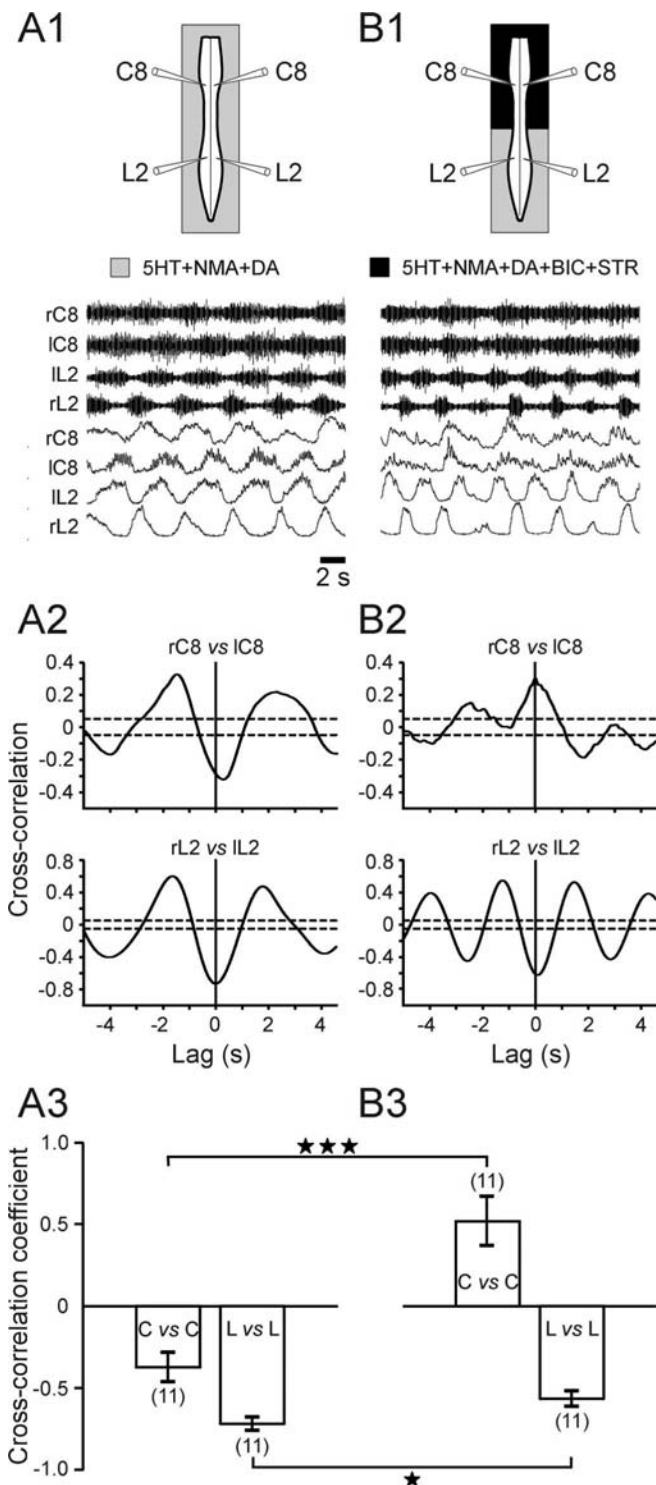 A1 B1
C8 C8 C8 C8
L2 L2 L2 L2
5HT+NMA+DA 5HT+NMA+DA+BIC+STR
rC8
lC8
lL2
rL2
rC8
lC8
lL2
rL2
2 s
A2 B2
rC8 vs lC8 rC8 vs lC8
0.4 0.4
0.2 0.2
0 0
-0.2 -0.2
-0.4 -0.4
Cross-correlation
rL2 vs lL2 rL2 vs lL2
0.8 0.8
0.4 0.4
0 0
-0.4 -0.4
-0.8 -0.8
-4 -2 0 2 4 -4 -2 0 2 4
Lag (s) Lag (s)
A3 B3
1.0
★★★
(11)
0.5
C vs C
0
C vs C L vs L L vs L
-0.5
(11) (11) (11)
-1.0
★
Cross-correlation coefficient